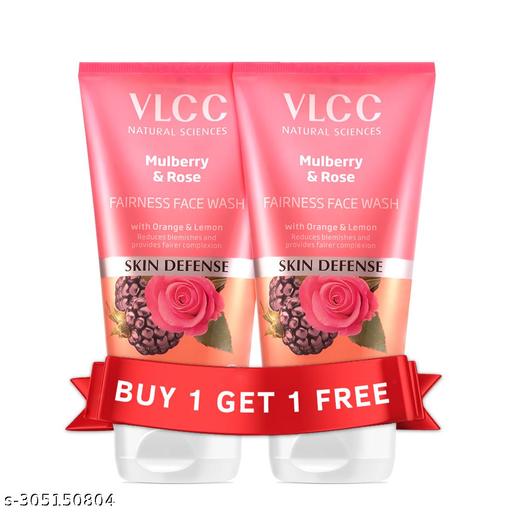 VLCC
NATURAL SCIENCES
Mulberry
& Rose
FAIRNESS FACE WASH
with Orange & Lemon
Reduces blemishes and
provides fairer complexion
SKIN DEFENSE
VLCC
NATURAL SCIENCES
Mulberry
& Rose
FAIRNESS FACE WASH
with Orange & Lemon
Reduces blemishes and
provides fairer complexion
SKIN DEFENSE
BUY 1 GET 1 FREE
s-305150804